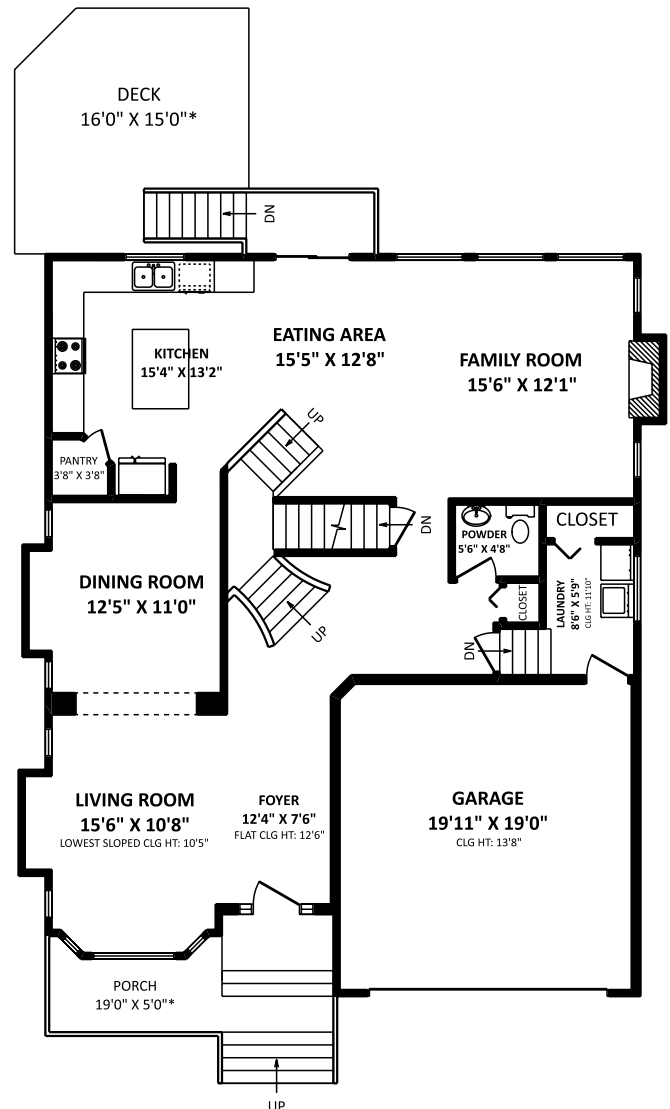 DECK
16'0" X 15'0"*
DN
EATING AREA
15'5" X 12'8"
KITCHEN
15'4" X 13'2"
FAMILY ROOM
15'6" X 12'1"
UP
PANTRY
3'8" X 3'8"
DN
POWDER
5'6" X 4'8"
CLOSET
DINING ROOM
12'5" X 11'0"
CLOSET
LAUNDRY
8'6" X 5'9"
CLG HT: 11'10"
UP
DN
LIVING ROOM
15'6" X 10'8"
LOWEST SLOPED CLG HT: 10'5"
FOYER
12'4" X 7'6"
FLAT CLG HT: 12'6"
GARAGE
19'11" X 19'0"
CLG HT: 13'8"
PORCH
19'0" X 5'0"*
UP